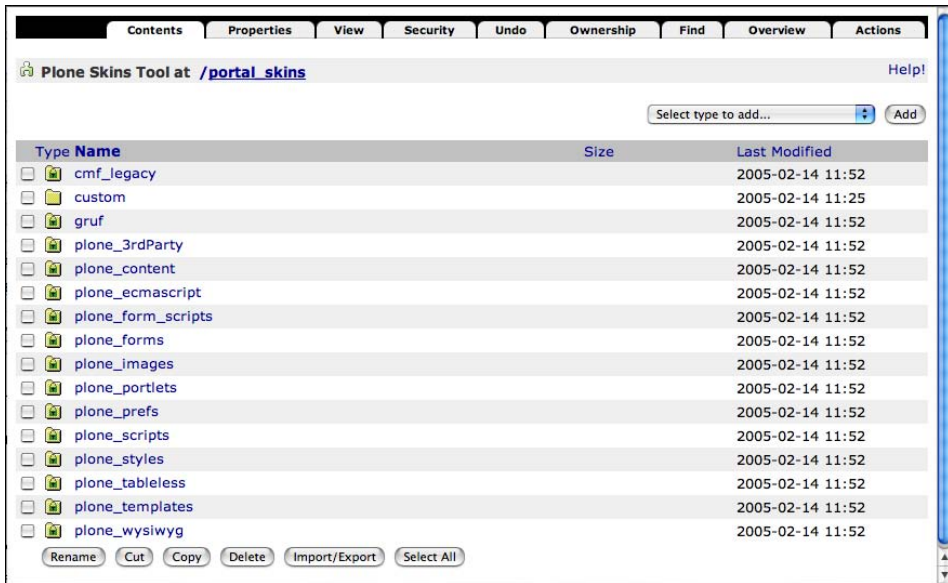 Contents Properties View Security Undo Ownership Find Overview Actions
Plone Skins Tool at /portal_skins Help!
Select type to add... Add
Type Name Size Last Modified
cmf_legacy 2005-02-14 11:52
custom 2005-02-14 11:25
gruf 2005-02-14 11:52
plone_3rdParty 2005-02-14 11:52
plone_content 2005-02-14 11:52
plone_ecmascript 2005-02-14 11:52
plone_form_scripts 2005-02-14 11:52
plone_forms 2005-02-14 11:52
plone_images 2005-02-14 11:52
plone_portlets 2005-02-14 11:52
plone_prefs 2005-02-14 11:52
plone_scripts 2005-02-14 11:52
plone_styles 2005-02-14 11:52
plone_tableless 2005-02-14 11:52
plone_templates 2005-02-14 11:52
plone_wysiwyg 2005-02-14 11:52
Rename Cut Copy Delete Import/Export Select All